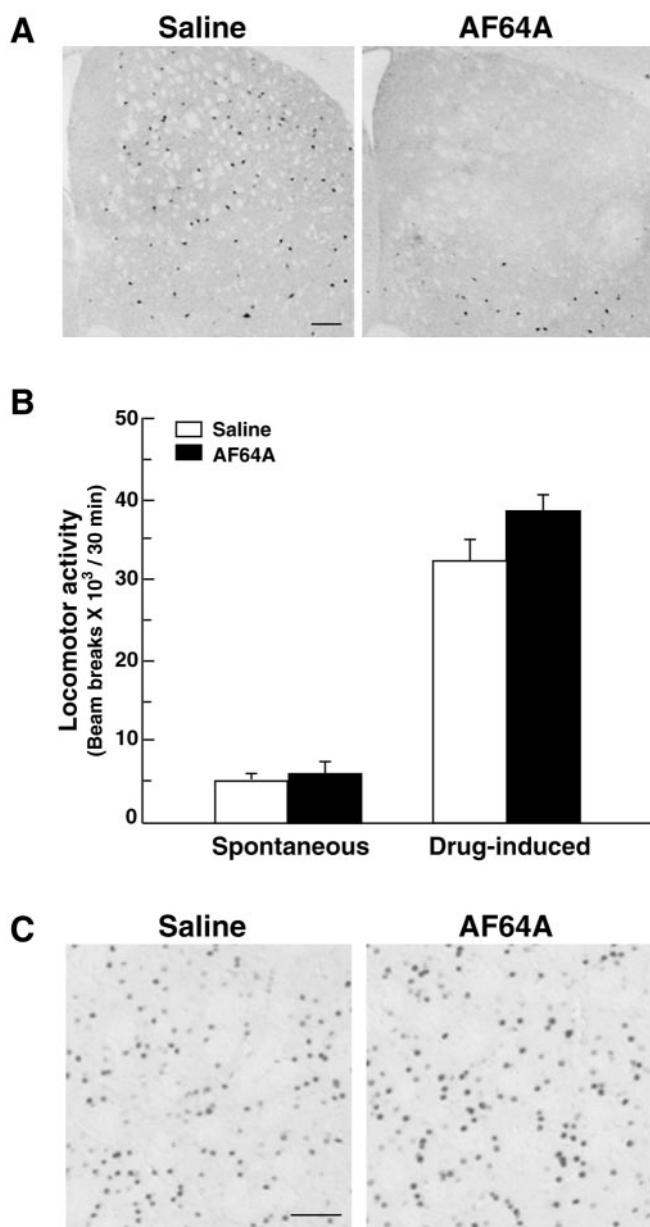 A
Saline
AF64A
B
50
40
30
20
10
0
Locomotor activity
(Beam breaks X 10³ / 30 min)
Saline
AF64A
Spontaneous
Drug-induced
C
Saline
AF64A